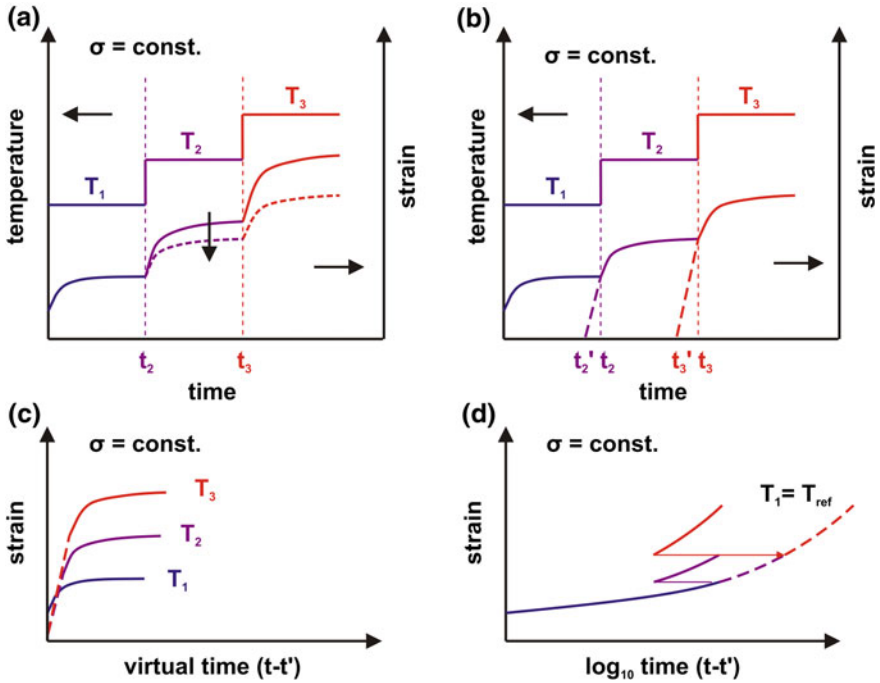 (a)
σ = const.
temperature
strain
T₁
T₂
T₃
t₂
t₃
time
(b)
σ = const.
temperature
strain
T₁
T₂
T₃
t₂' t₂
t₃' t₃
time
(c)
σ = const.
strain
T₃
T₂
T₁
virtual time (t-t')
(d)
σ = const.
strain
T₁ = T_ref
log₁₀ time (t-t')